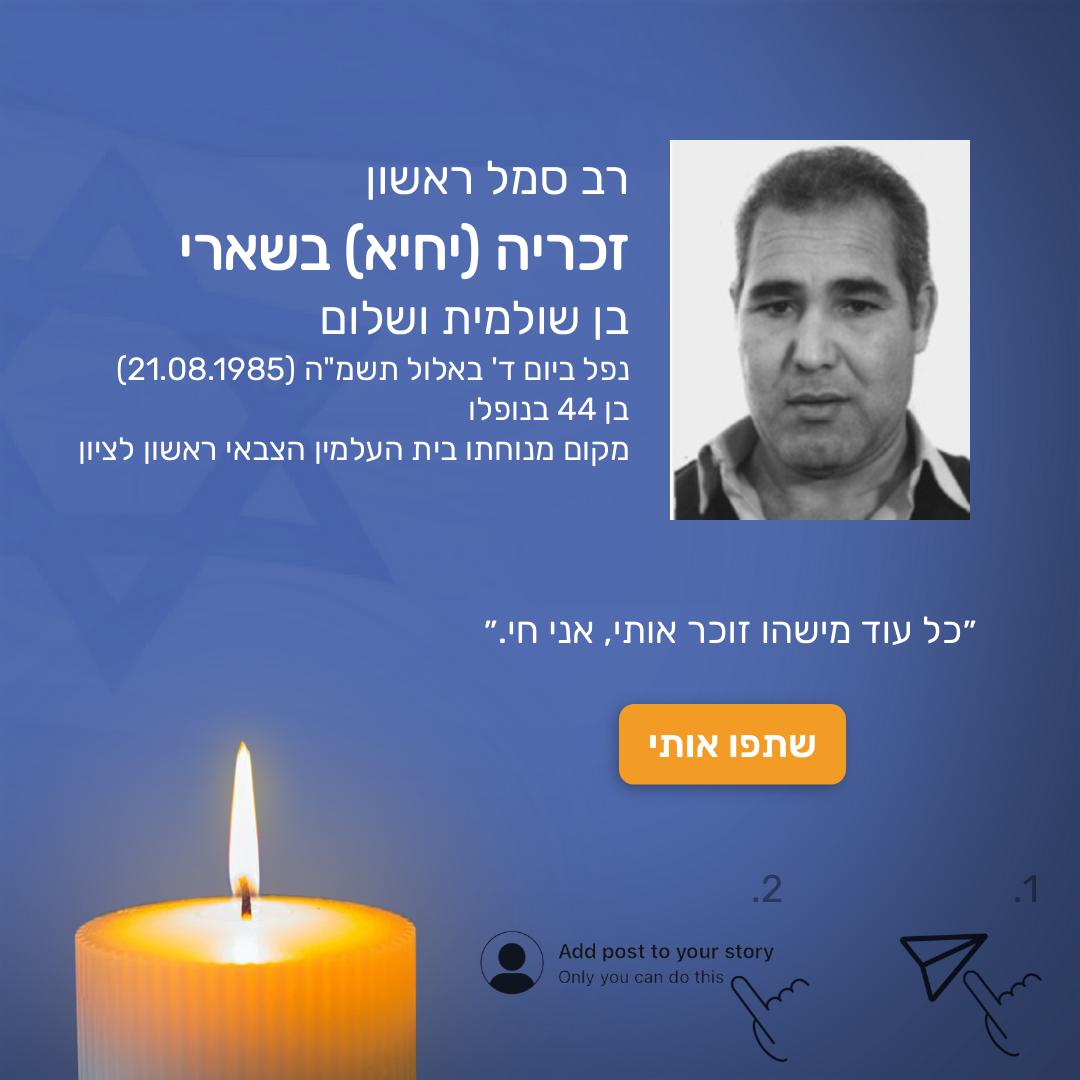 רב סמל ראשון
זכריה (יחיא) בשארי
בן שולמית ושלום
נפל ביום ד' באלול תשמ"ה (21.08.1985)
בן 44 בנופלו
מקום מנוחתו בית העלמין הצבאי ראשון לציון
״כל עוד מישהו זוכר אותי, אני חי.״
שתפו אותי
1.
2.
Add post to your story
Only you can do this